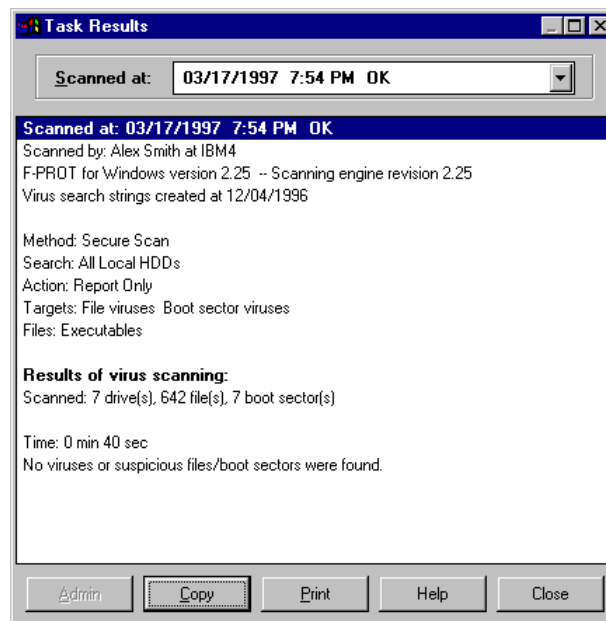 Task Results
Scanned at: 03/17/1997 7:54 PM OK
Scanned at: 03/17/1997 7:54 PM OK
Scanned by: Alex Smith at IBM4
F-PROT for Windows version 2.25 -- Scanning engine revision 2.25
Virus search strings created at 12/04/1996
Method: Secure Scan
Search: All Local HDDs
Action: Report Only
Targets: File viruses Boot sector viruses
Files: Executables
Results of virus scanning:
Scanned: 7 drive(s), 642 file(s), 7 boot sector(s)
Time: 0 min 40 sec
No viruses or suspicious files/boot sectors were found.
Admin Copy Print Help Close